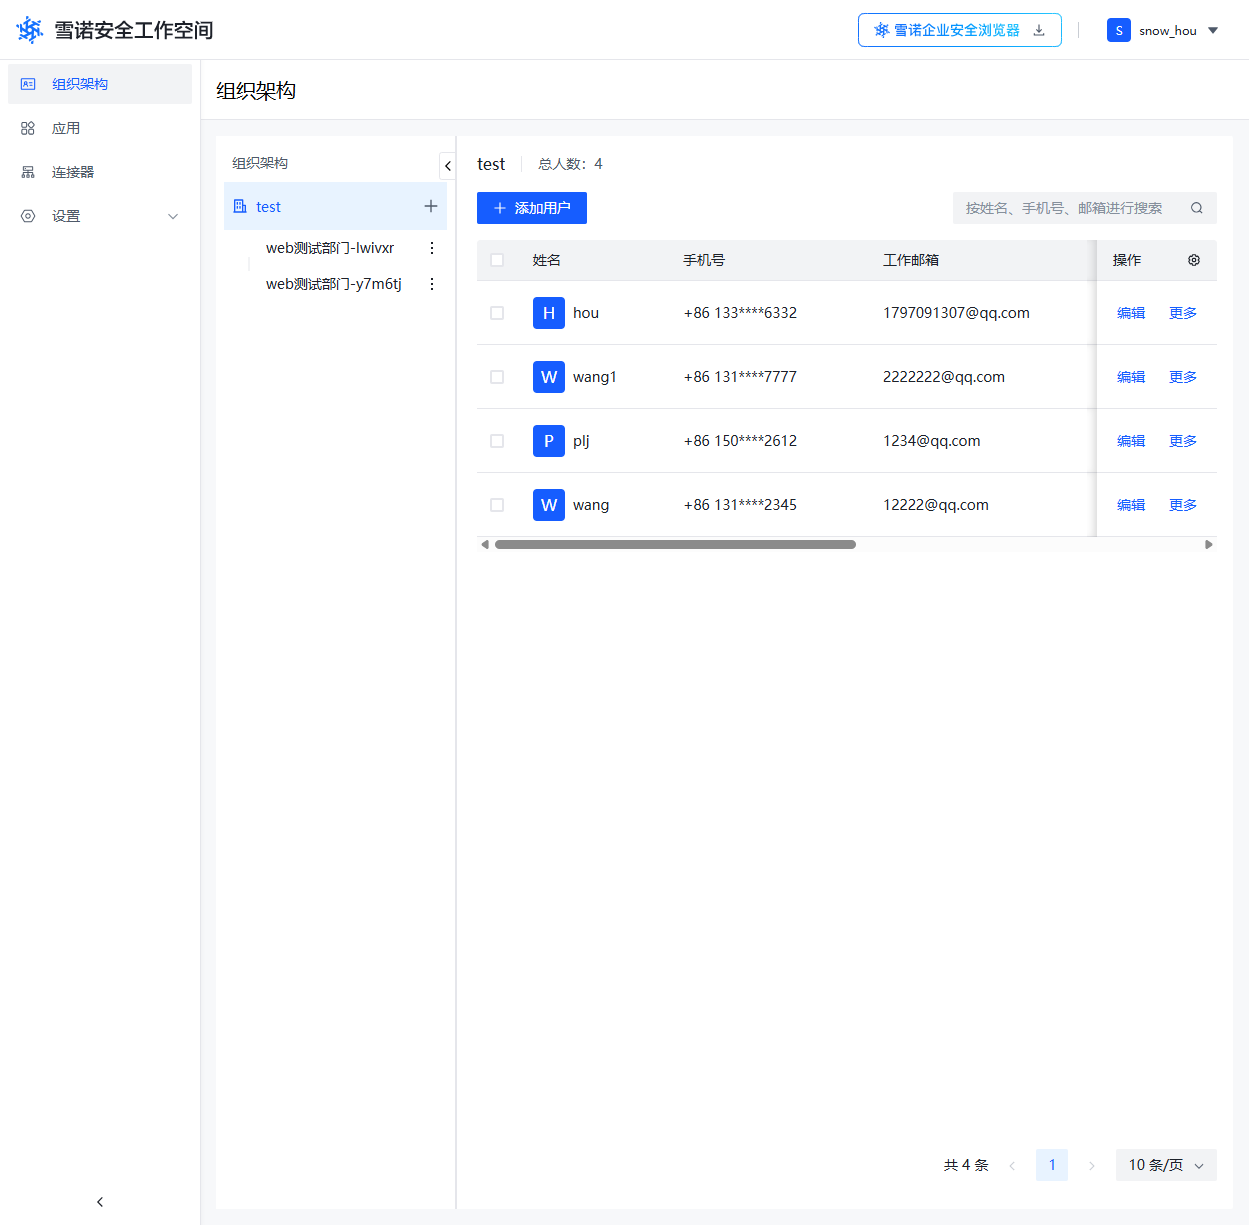 雪诺安全工作空间
雪诺企业安全浏览器
S snow_hou
组织架构
应用
连接器
设置
组织架构
组织架构
test
web测试部门-lwivxr
web测试部门-y7m6tj
test 总人数：4
添加用户
按姓名、手机号、邮箱进行搜索
姓名 手机号 工作邮箱 操作
H hou +86 133****6332 1797091307@qq.com 编辑 更多
W wang1 +86 131****7777 2222222@qq.com 编辑 更多
P plj +86 150****2612 1234@qq.com 编辑 更多
W wang +86 131****2345 12222@qq.com 编辑 更多
共 4 条 1 10 条/页